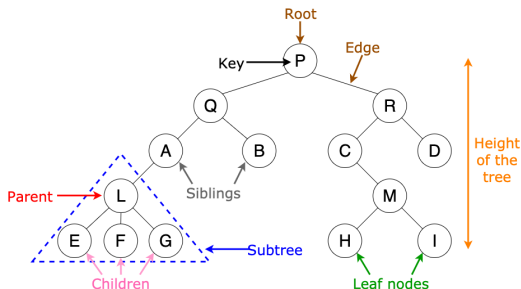 Root
Edge
Key
P
Q
R
A
B
C
D
Height
of the
tree
Siblings
Parent
L
M
E
F
G
H
I
Subtree
Children
Leaf nodes